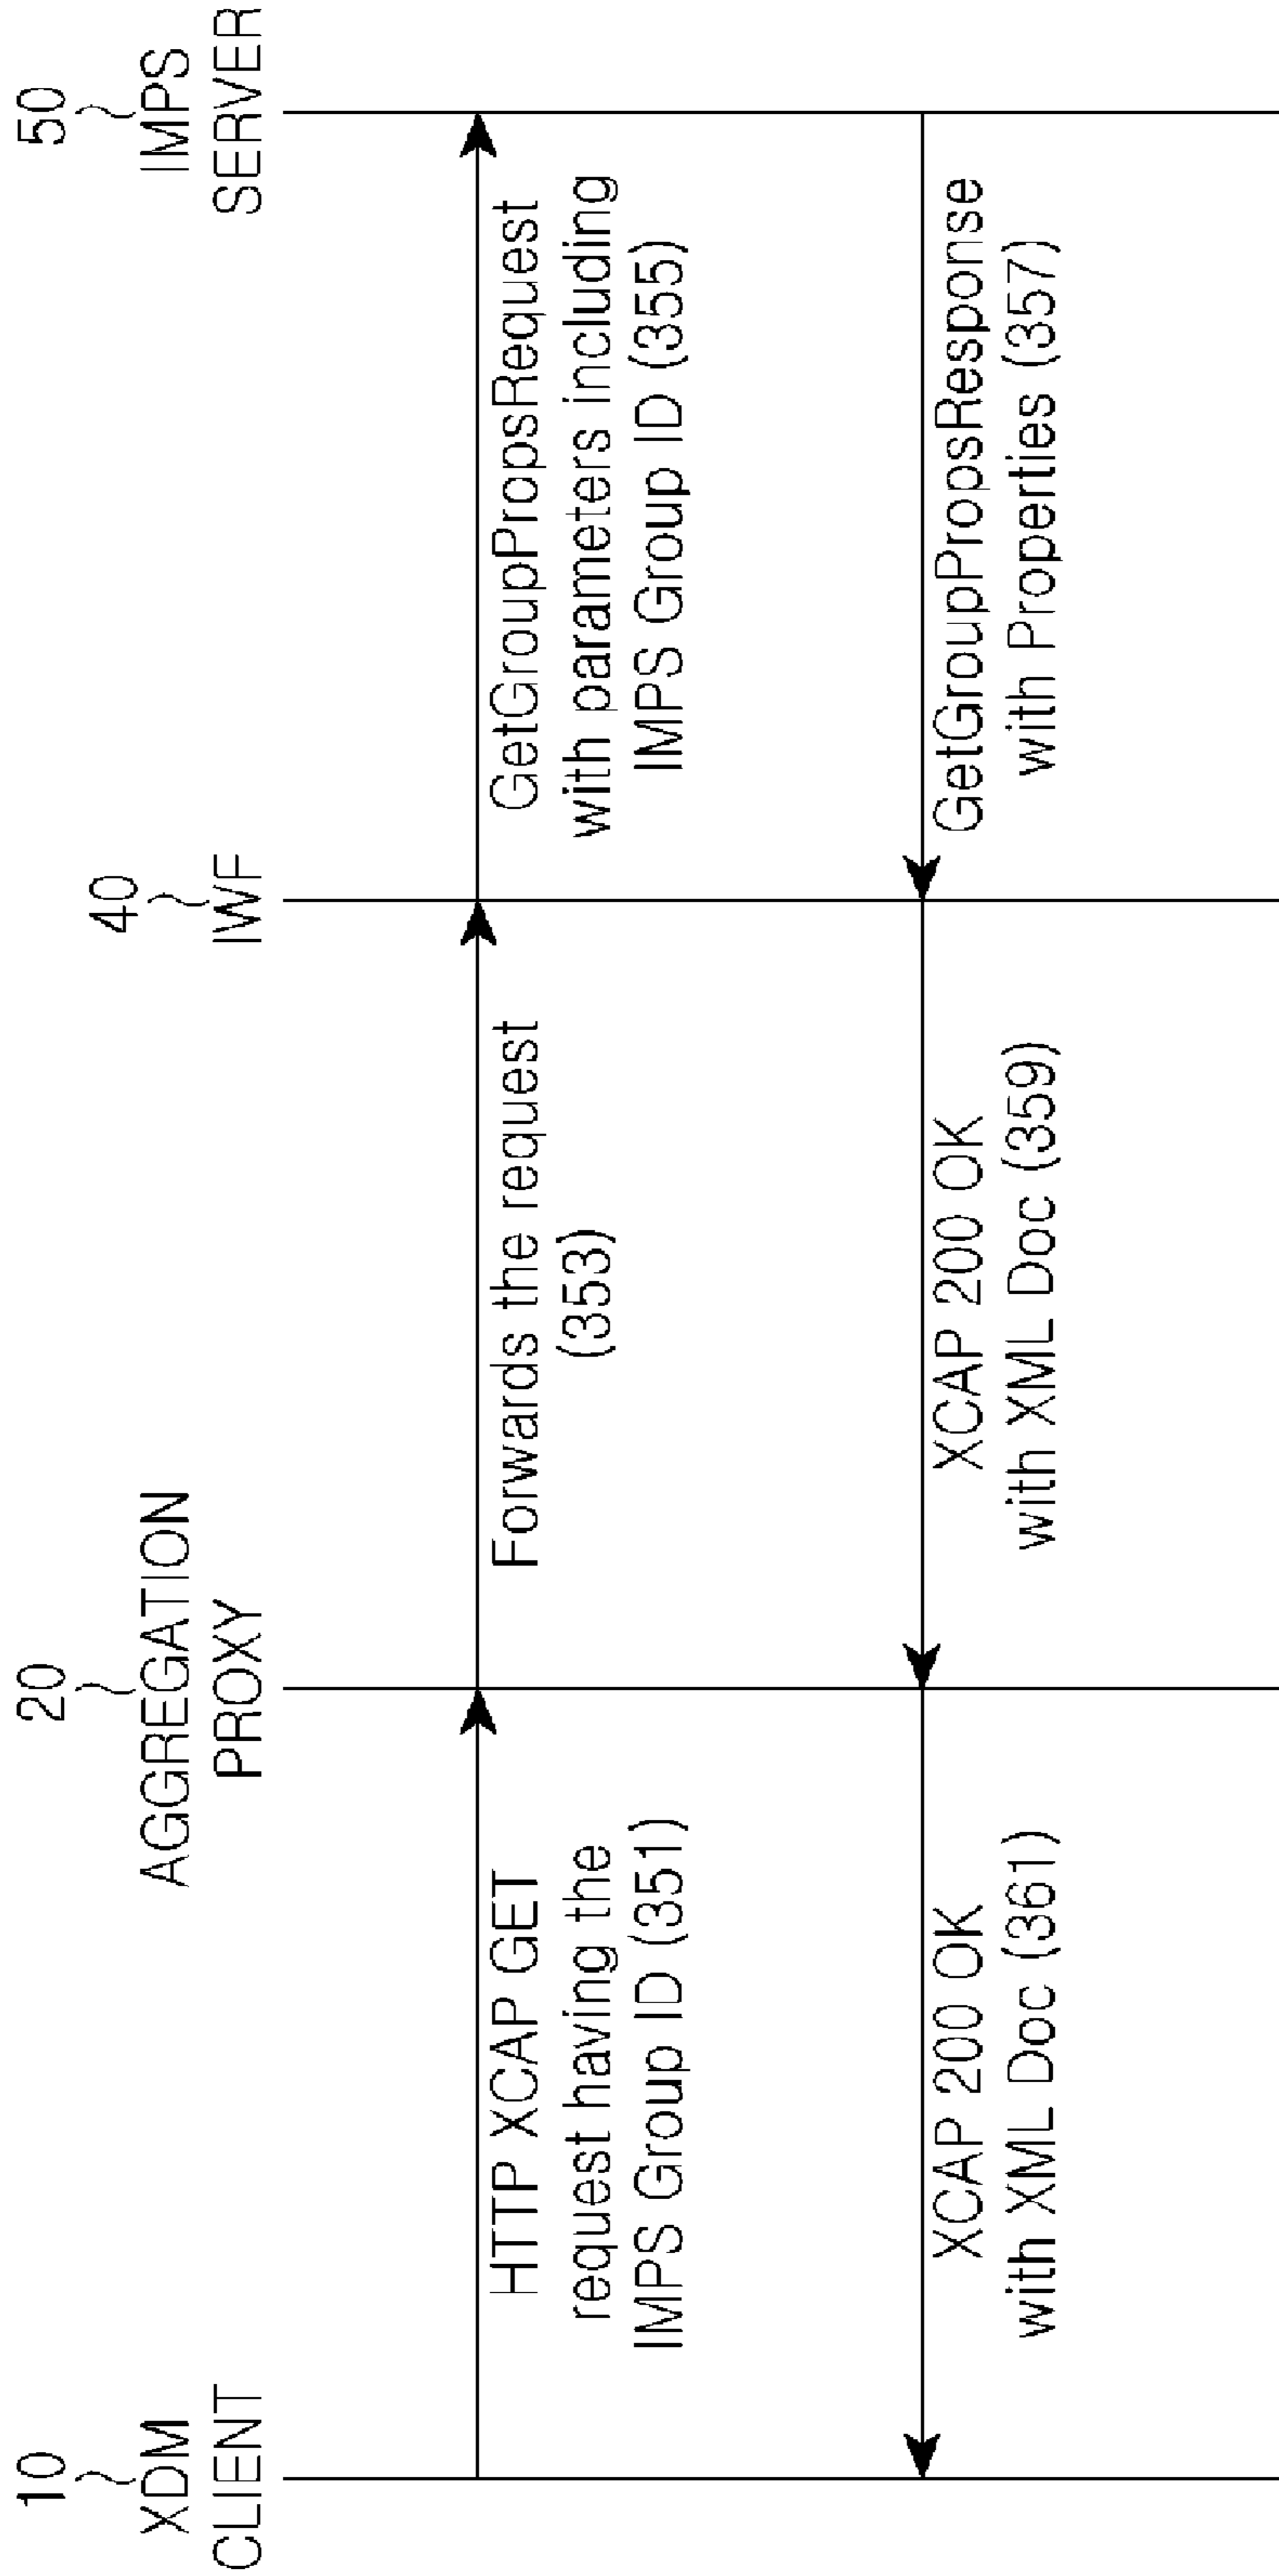 10
XDM
CLIENT
20
AGGREGATION
PROXY
40
IWF
50
IMPS
SERVER
HTTP XCAP GET
request having the
IMPS Group ID (351)
Forwards the request
(353)
GetGroupPropsRequest
with parameters including
IMPS Group ID (355)
GetGroupPropsResponse
with Properties (357)
XCAP 200 OK
with XML Doc (359)
XCAP 200 OK
with XML Doc (361)